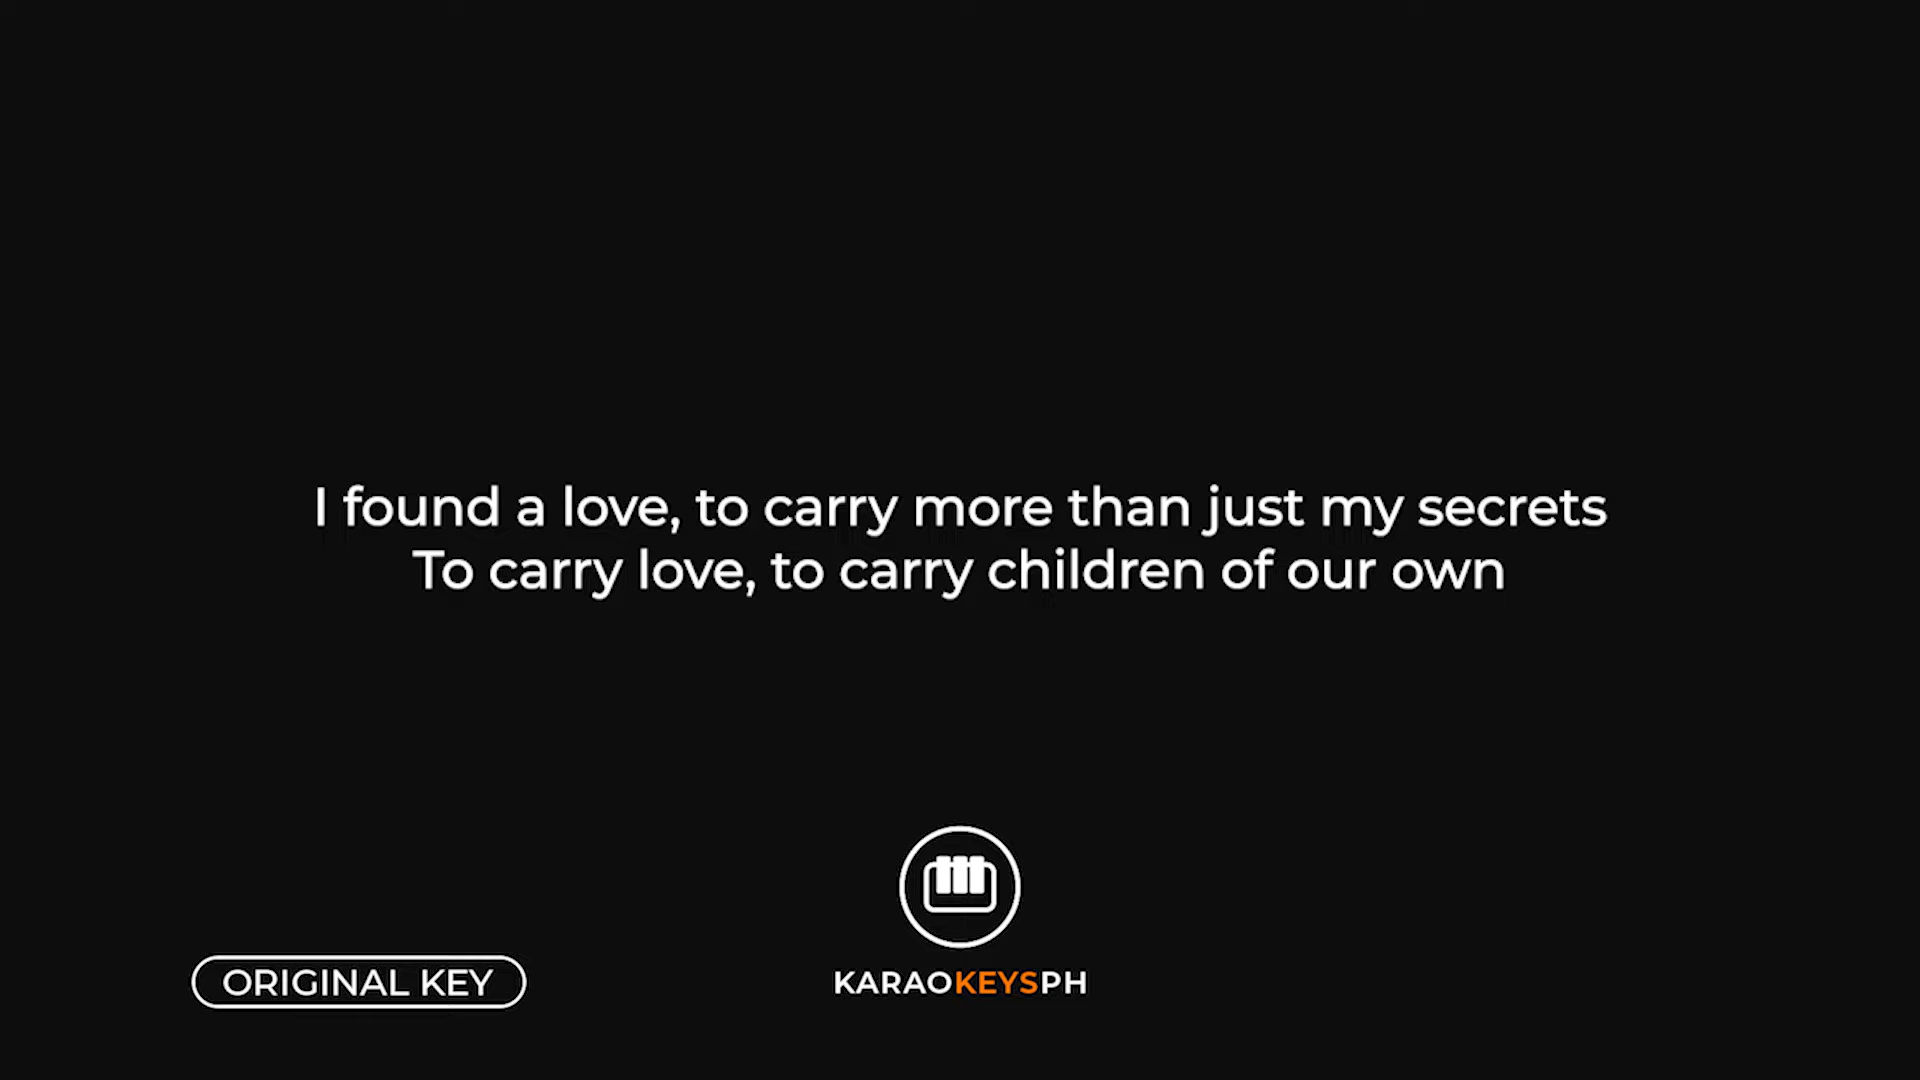 I found a love, to carry more than just my secrets
To carry love, to carry children of our own
ORIGINAL KEY
KARAOKEYSPH